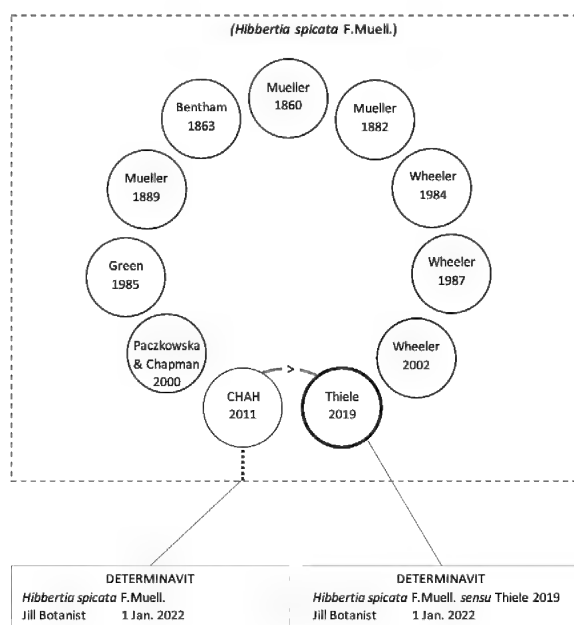 (Hibbertia spicata F.Muell.)
Mueller
1860
Bentham
1863
Mueller
1882
Mueller
1889
Wheeler
1984
Green
1985
Wheeler
1987
Paczkowska
& Chapman
2000
Wheeler
2002
CHAH
2011
>
Thiele
2019
DETERMINAVIT
Hibbertia spicata F.Muell.
Jill Botanist 1 Jan. 2022
DETERMINAVIT
Hibbertia spicata F.Muell. sensu Thiele 2019
Jill Botanist 1 Jan. 2022